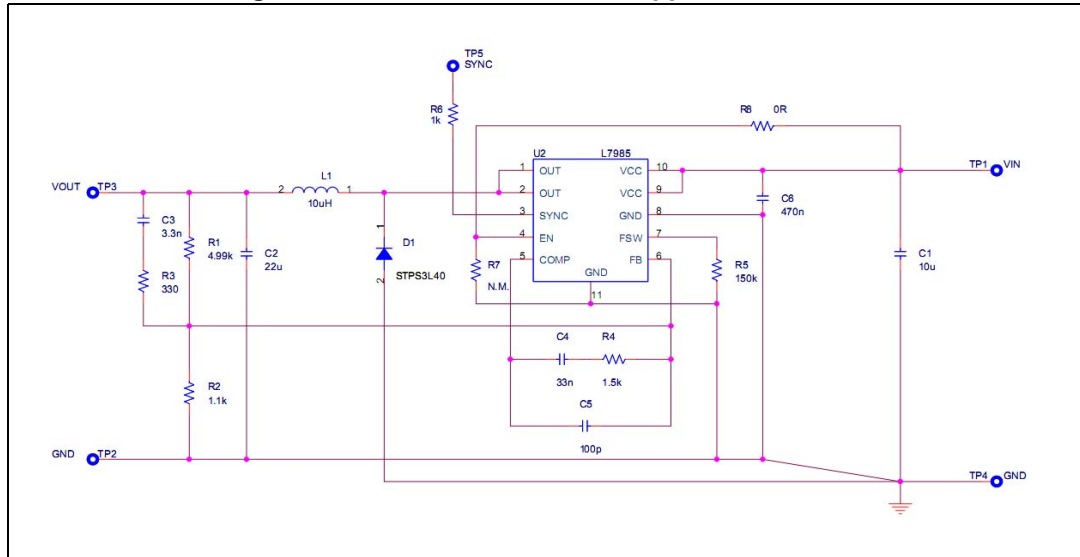 TP5
SYNC
R6
1k
R8 0R
U2 L7985
1 OUT VCC 10
2 OUT VCC 9
3 SYNC GND 8
4 EN FSW 7
5 COMP FB 6
GND
11
TP1 VIN
VOUT TP3
2 L1 1
10uH
C3
3.3n
R1
4.99k
C2
22u
1
D1
2
STPS3L40
R3
330
R7
N.M.
R5
150k
C6
470n
C1
10u
C4 R4
33n 1.5k
C5
100p
R2
1.1k
GND TP2
TP4 GND